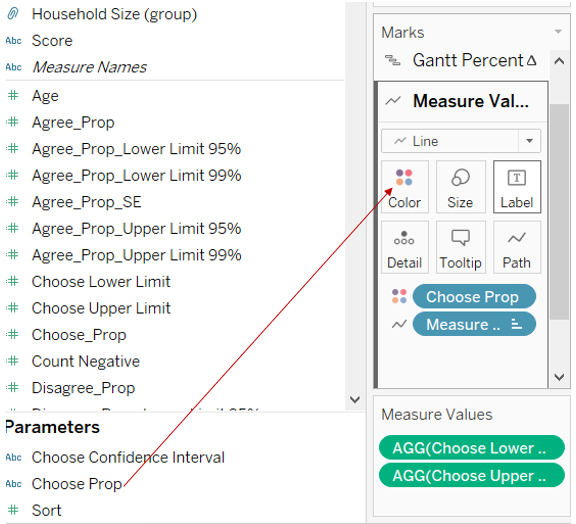 Household Size (group)
Abc Score
Abc Measure Names
# Age
# Agree_Prop
# Agree_Prop_Lower Limit 95%
# Agree_Prop_Lower Limit 99%
# Agree_Prop_SE
# Agree_Prop_Upper Limit 95%
# Agree_Prop_Upper Limit 99%
# Choose Lower Limit
# Choose Upper Limit
# Choose_Prop
# Count Negative
# Disagree_Prop
Parameters
Abc Choose Confidence Interval
Abc Choose Prop
# Sort
Marks
Gantt Percent Δ
Measure Val...
Line
Color Size Label
T
Detail Tooltip Path
Choose Prop
Measure ..
Measure Values
AGG(Choose Lower ..
AGG(Choose Upper ..